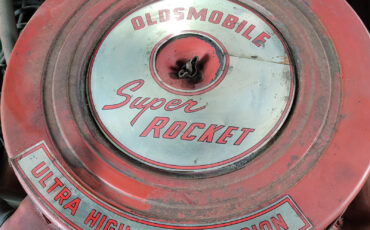 OLDSMOBILE
Super
ROCKET
ULTRA HIGH